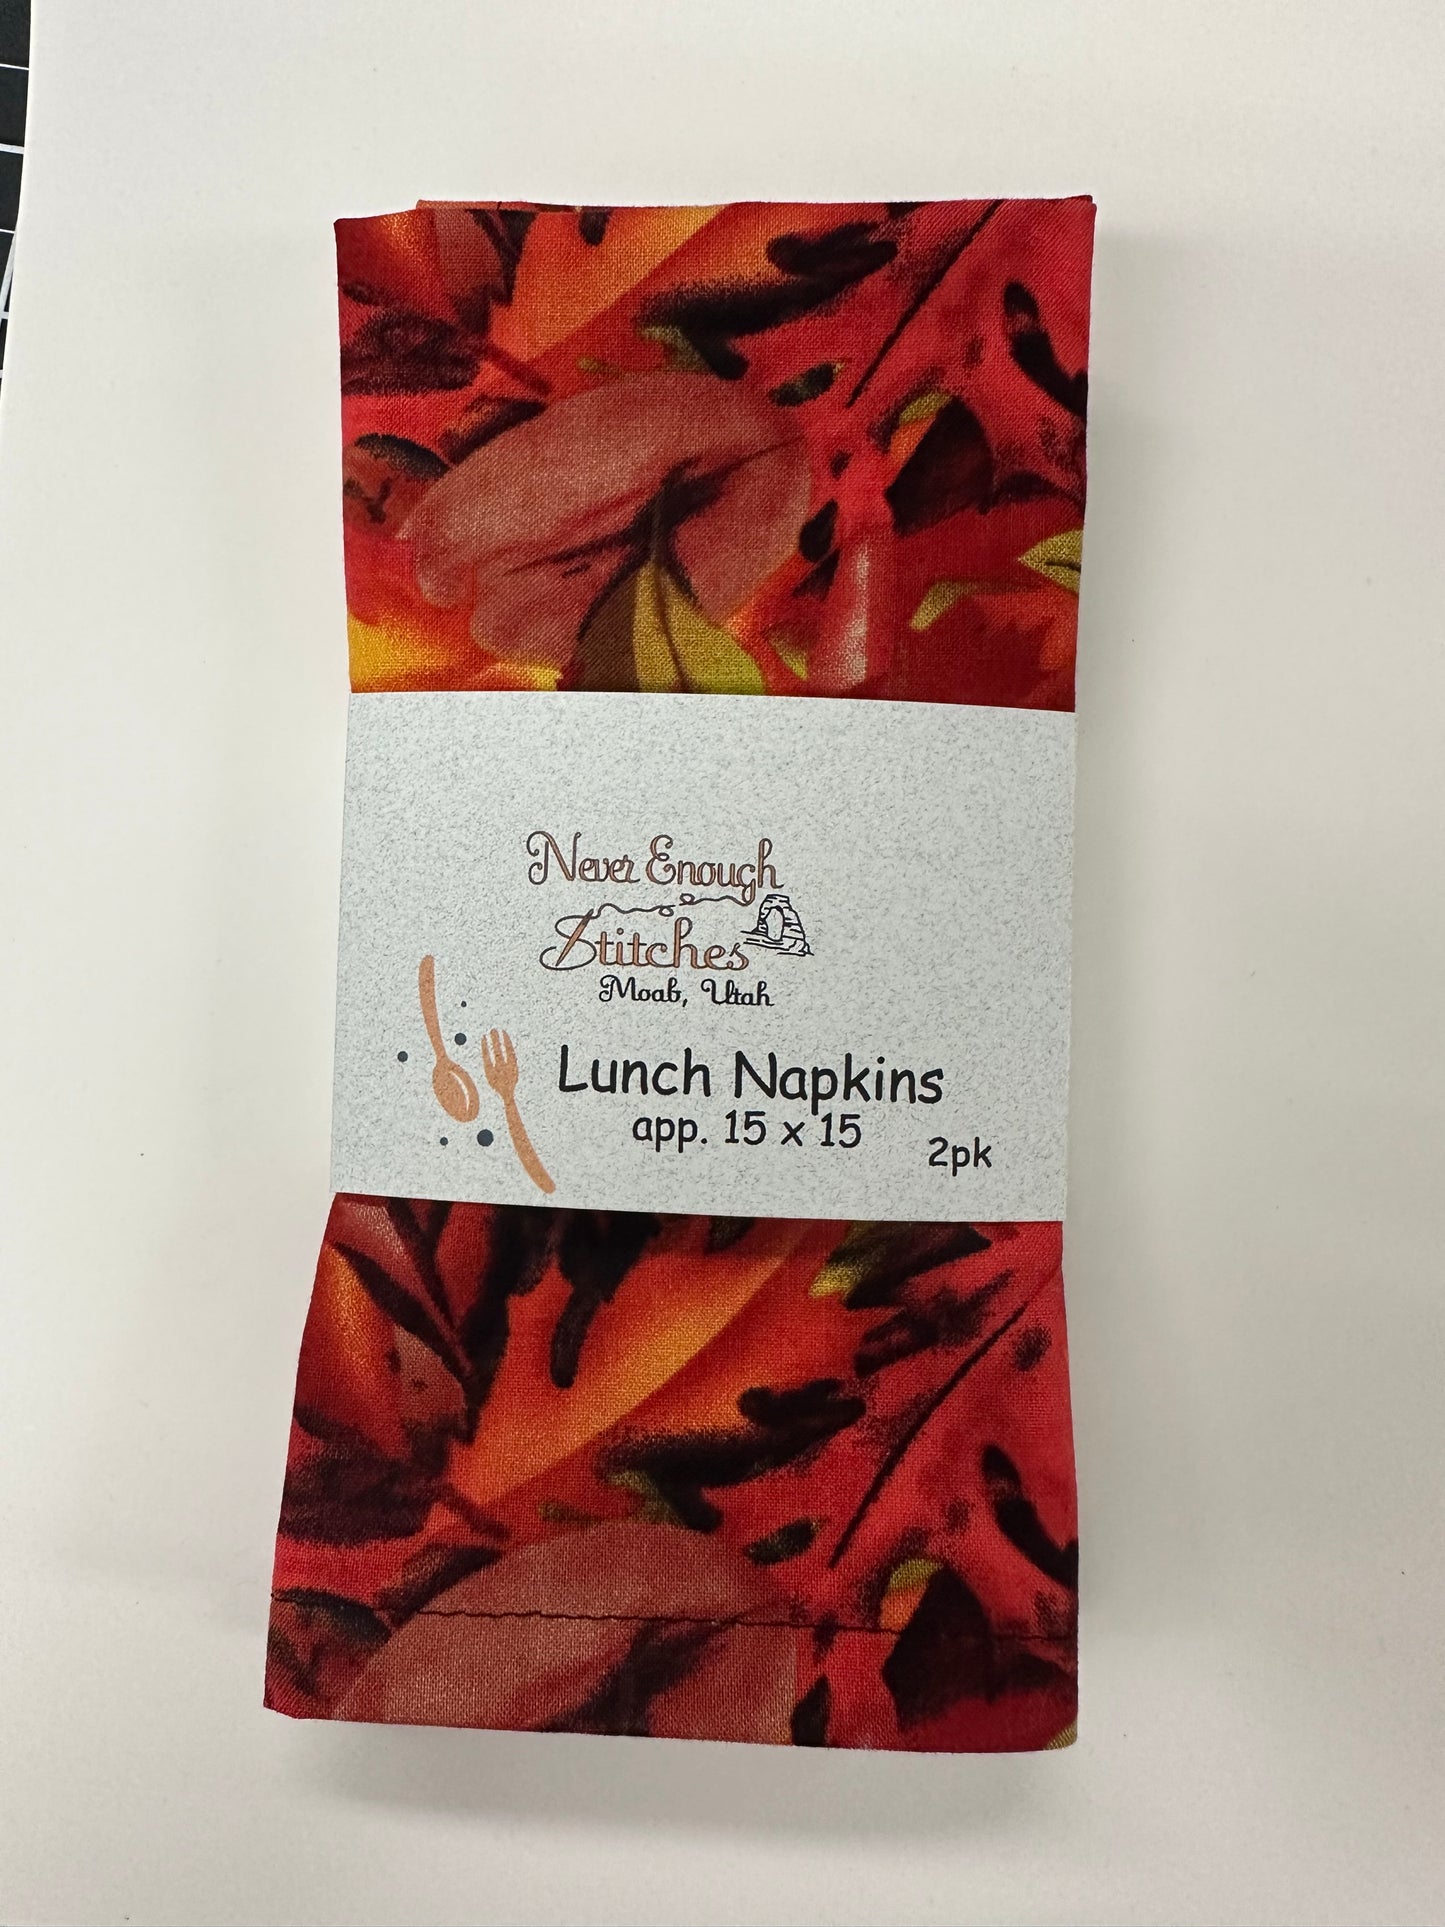 Never Enough
Stitches
Moab, Utah
Lunch Napkins
app. 15 x 15
2pk